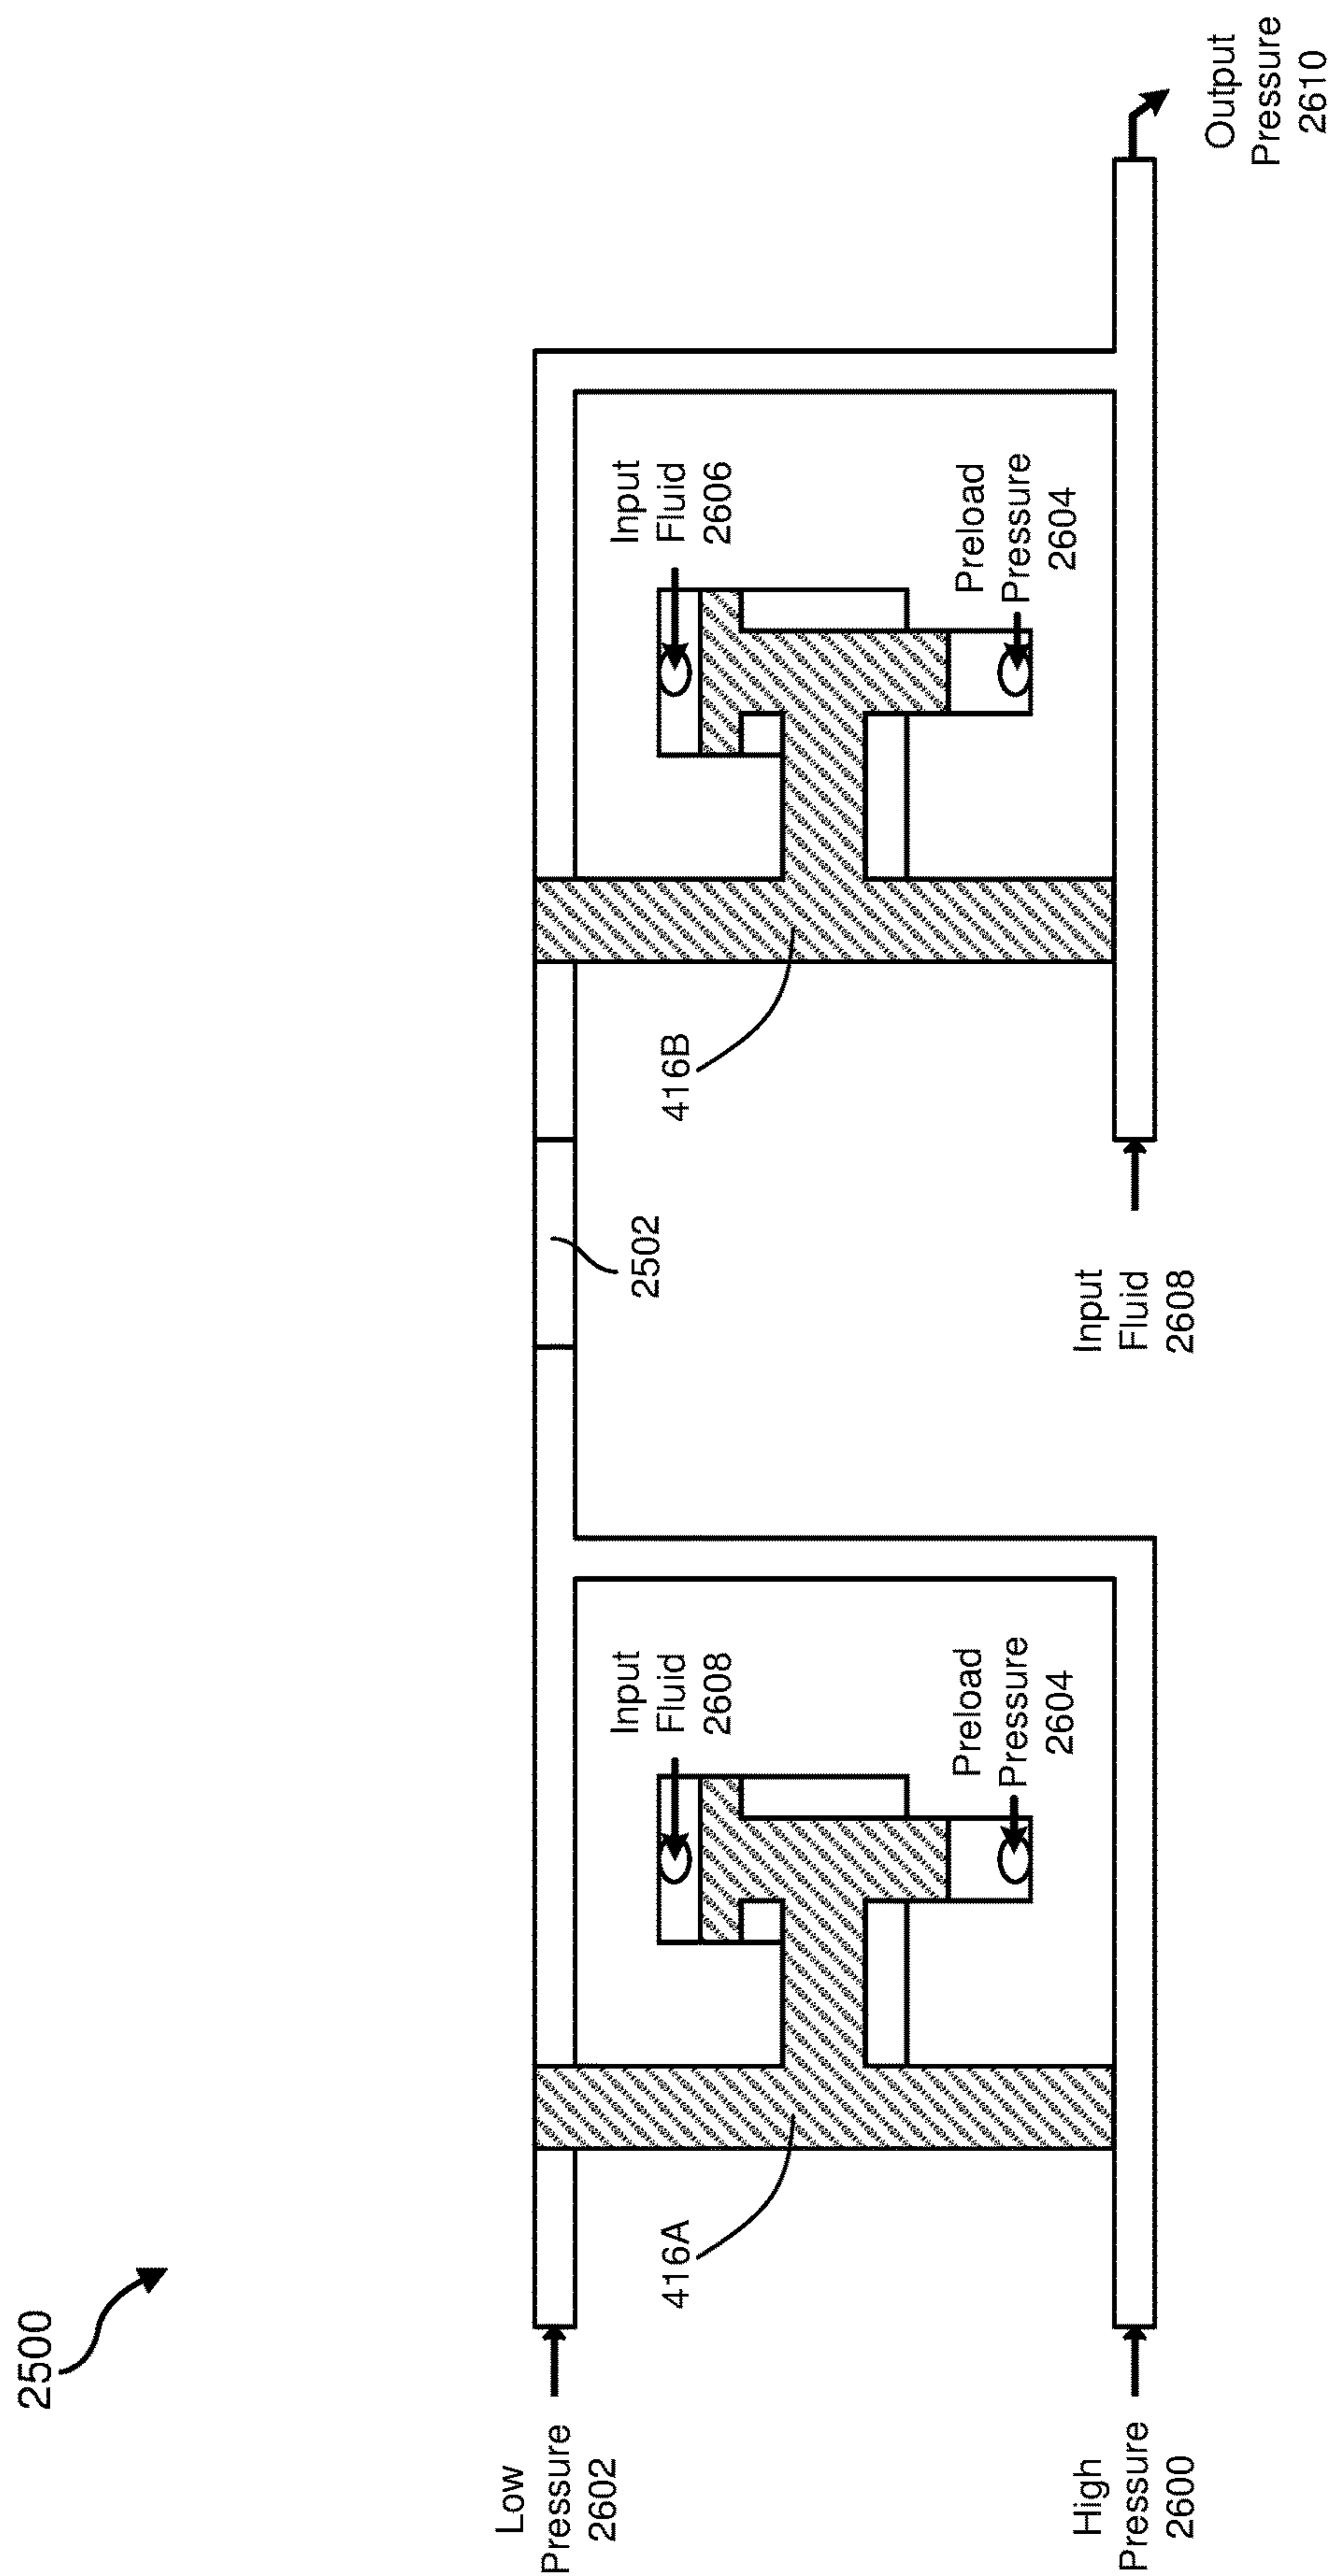 2500
Low
Pressure
2602
High
Pressure
2600
416A
Input
Fluid
2608
Preload
Pressure
2604
2502
416B
Input
Fluid
2608
Input
Fluid
2606
Preload
Pressure
2604
Output
Pressure
2610